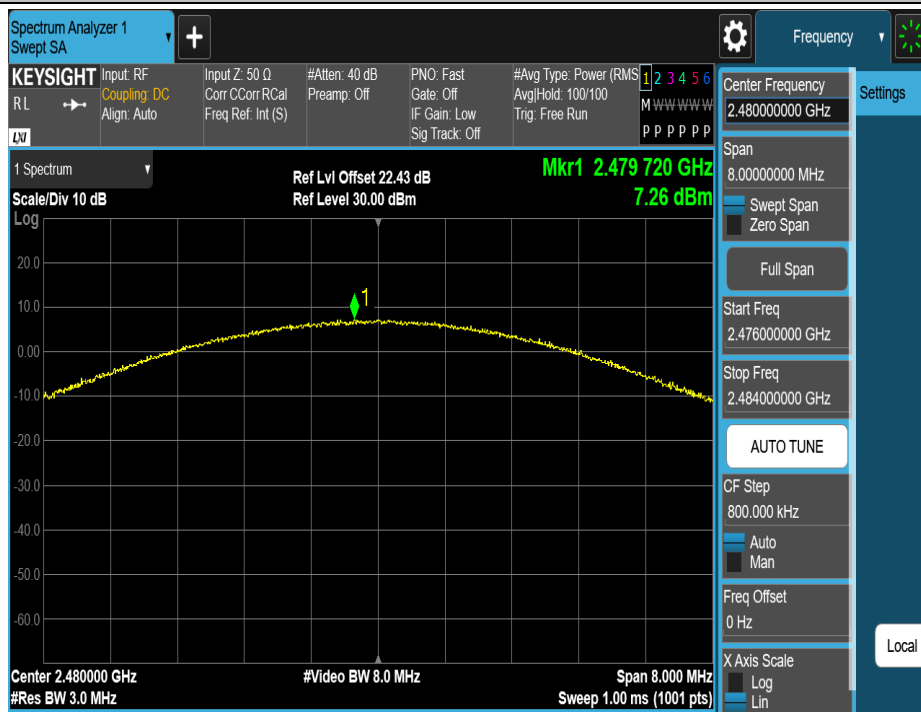 Spectrum Analyzer 1
Swept SA
+
Frequency
KEYSIGHT
RL
LXI
Input: RF
Coupling: DC
Align: Auto
Input Z: 50 Ω
Corr CCorr RCal
Freq Ref: Int (S)
#Atten: 40 dB
Preamp: Off
PNO: Fast
Gate: Off
IF Gain: Low
Sig Track: Off
#Avg Type: Power (RMS
Avg|Hold: 100/100
Trig: Free Run
1 2 3 4 5 6
M W W W W W
P P P P P P
Center Frequency
2.480000000 GHz
Settings
Span
8.00000000 MHz
Swept Span
Zero Span
Full Span
Start Freq
2.476000000 GHz
Stop Freq
2.484000000 GHz
AUTO TUNE
CF Step
800.000 kHz
Auto
Man
Freq Offset
0 Hz
Local
X Axis Scale
Log
Lin
1 Spectrum
Scale/Div 10 dB
Log
Ref Lvl Offset 22.43 dB
Ref Level 30.00 dBm
Mkr1 2.479 720 GHz
7.26 dBm
20.0
10.0
0.00
-10.0
-20.0
-30.0
-40.0
-50.0
-60.0
1
Center 2.480000 GHz
#Res BW 3.0 MHz
#Video BW 8.0 MHz
Span 8.000 MHz
Sweep 1.00 ms (1001 pts)